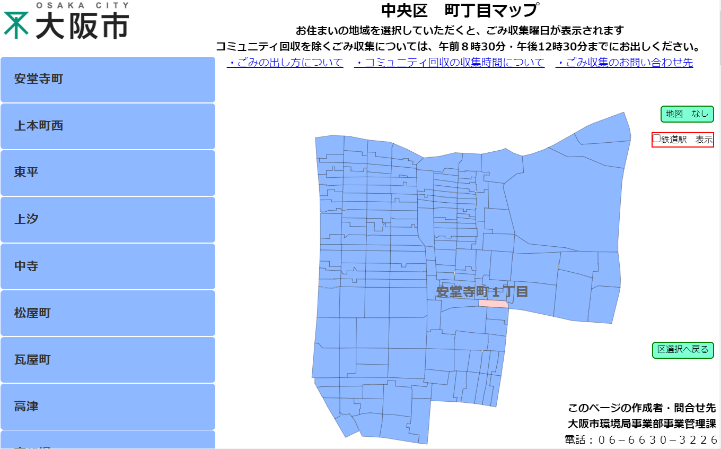 OSAKA CITY
大阪市
中央区　町丁目マップ
お住まいの地域を選択していただくと、ごみ収集曜日が表示されます
コミュニティ回収を除くごみ収集については、午前８時30分・午後12時30分までにお出しください。
・ごみの出し方について　・コミュニティ回収の収集時間について　・ごみ収集のお問い合わせ先
安堂寺町
上本町西
東平
上汐
中寺
松屋町
瓦屋町
高津
地図　なし
鉄道駅　表示
安堂寺町１丁目
区選択へ戻る
このページの作成者・問合せ先
大阪市環境局事業部事業管理課
電話：０６－６６３０－３２２６